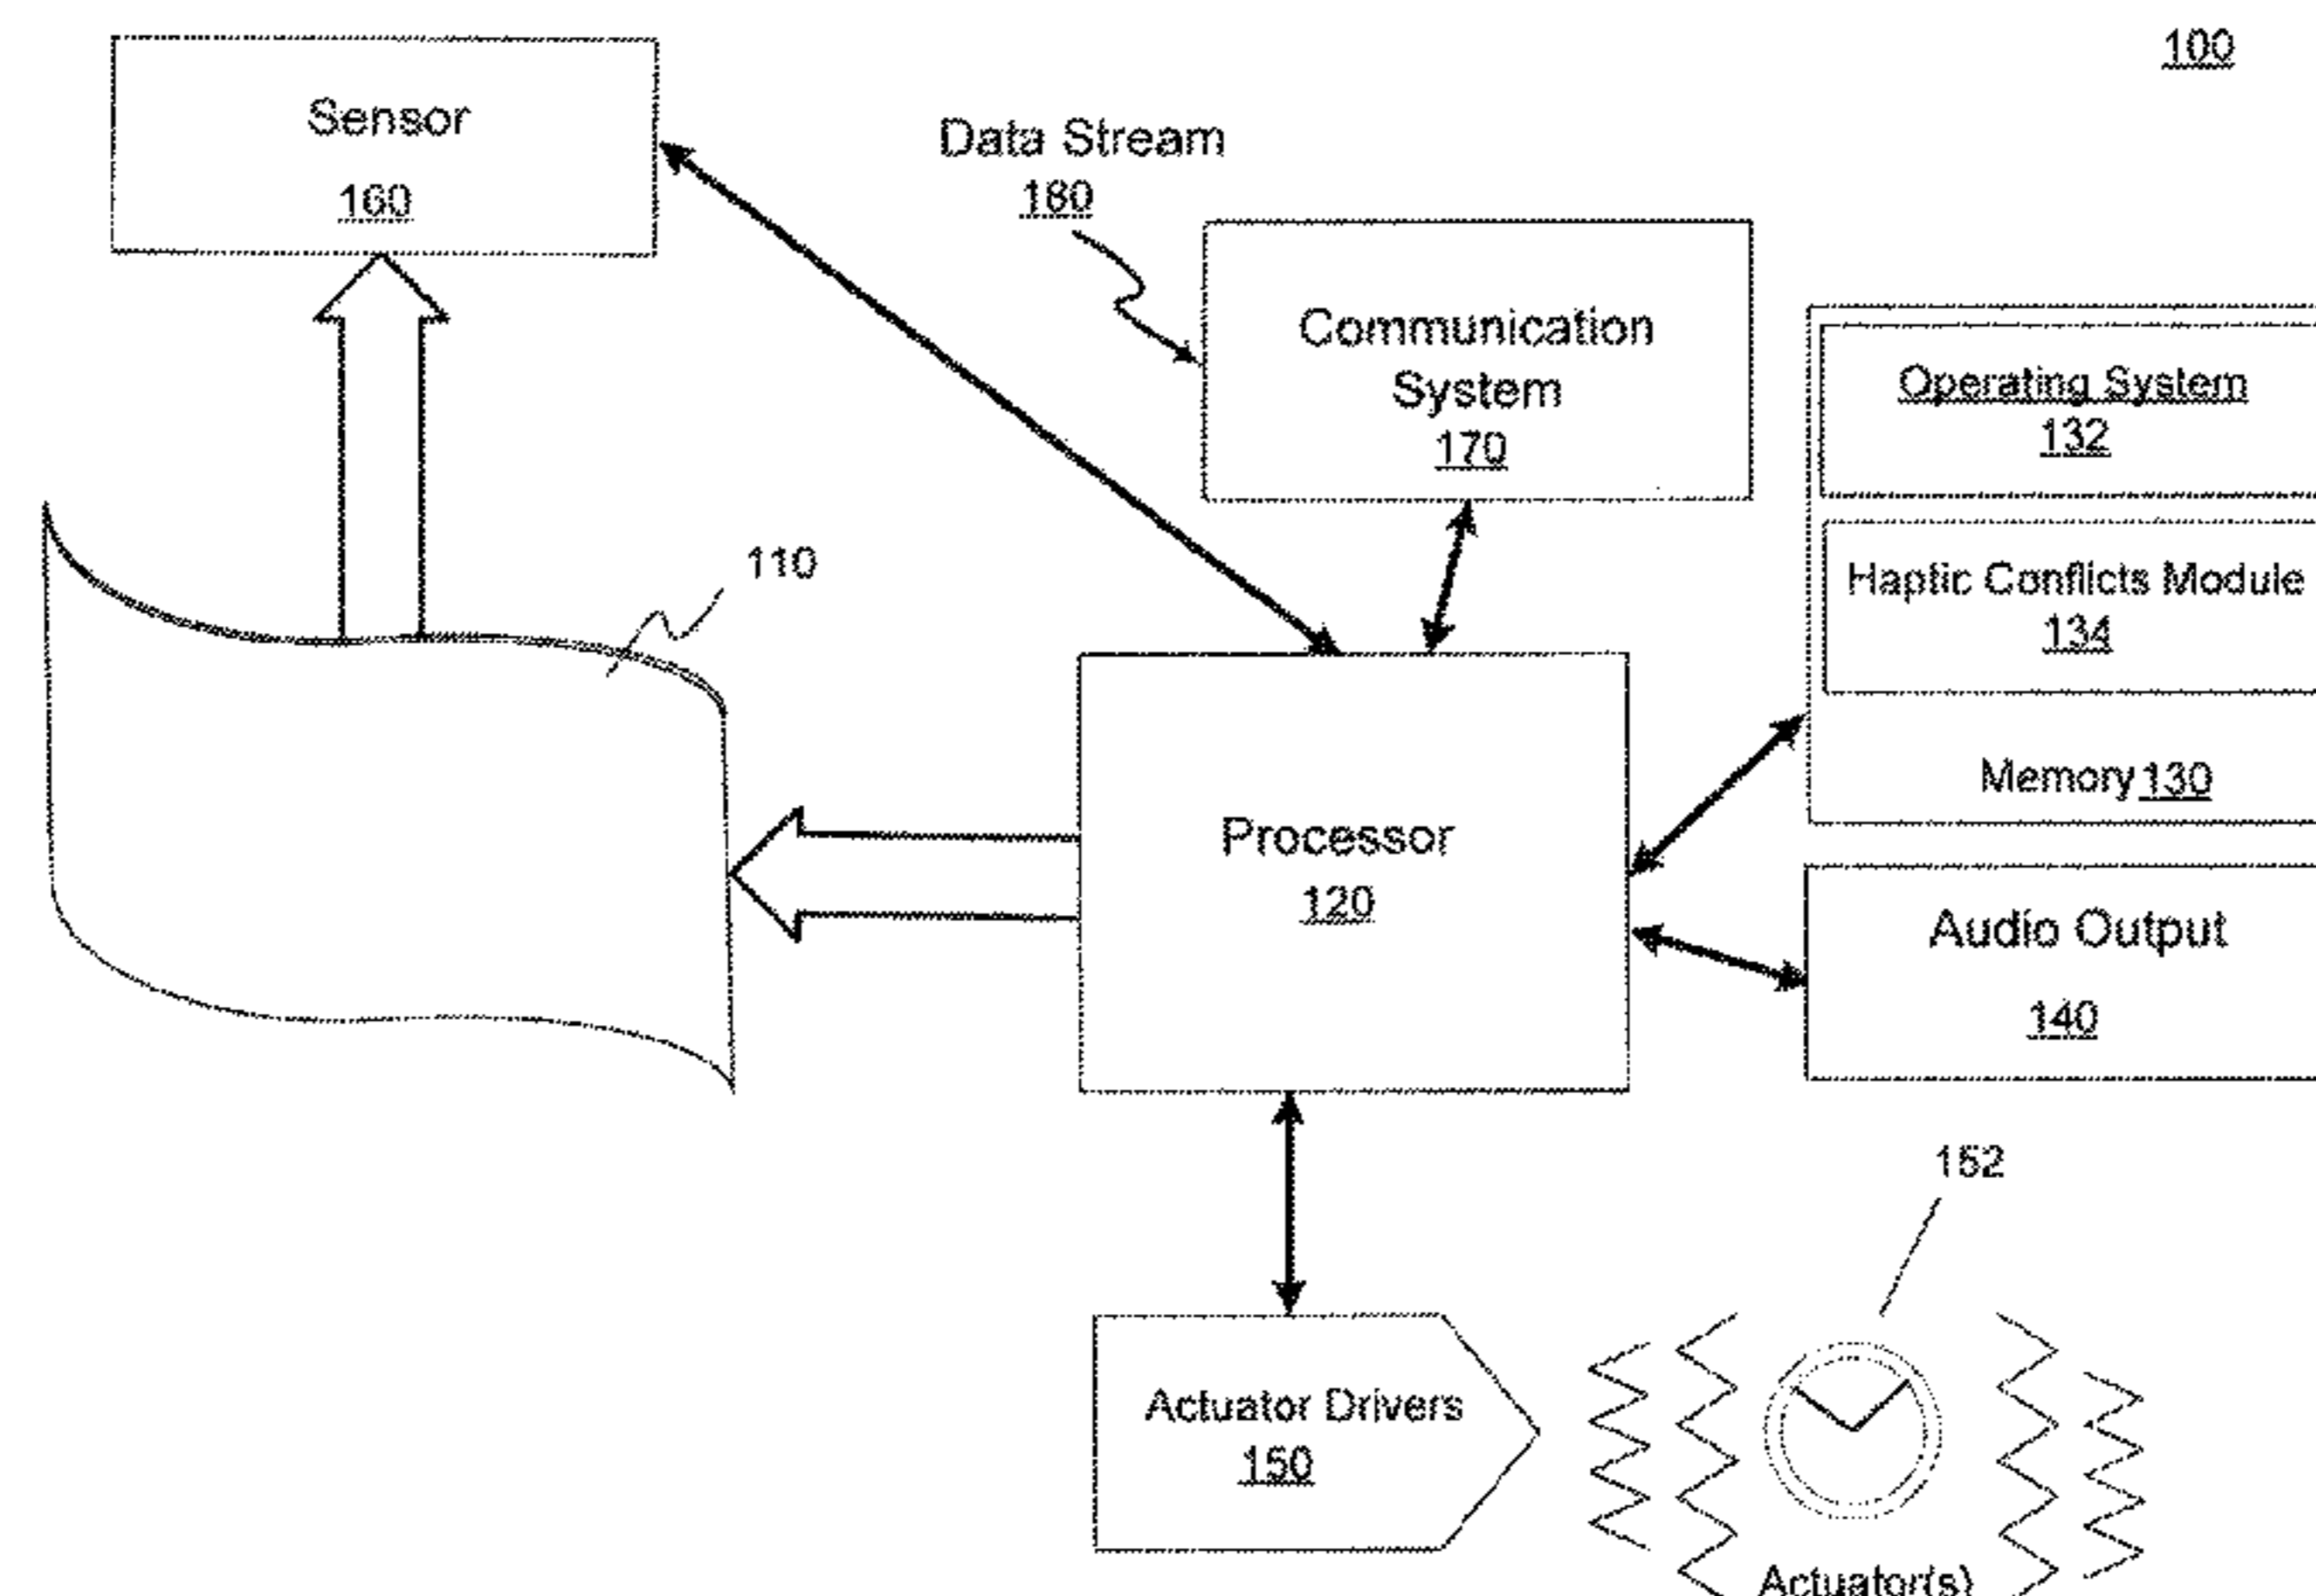 100
Sensor
160
Data Stream
180
Communication
System
170
Operating System
132
Haptic Conflicts Module
134
Memory 130
110
Processor
120
Audio Output
140
152
Actuator Drivers
150
Actuator(s)